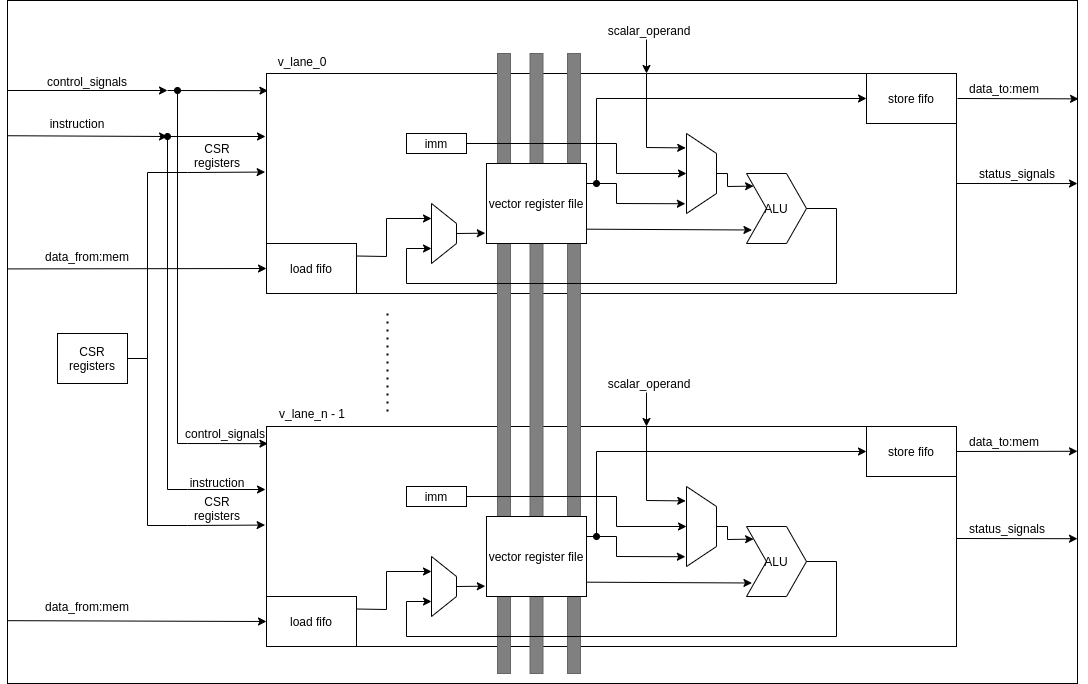 scalar_operand
v_lane_0
control_signals
store fifo
data_to:mem
instruction
imm
CSR
registers
status_signals
vector register file
ALU
data_from:mem
load fifo
CSR
registers
scalar_operand
v_lane_n - 1
control_signals
store fifo
data_to:mem
instruction
imm
CSR
registers
status_signals
vector register file
ALU
data_from:mem
load fifo